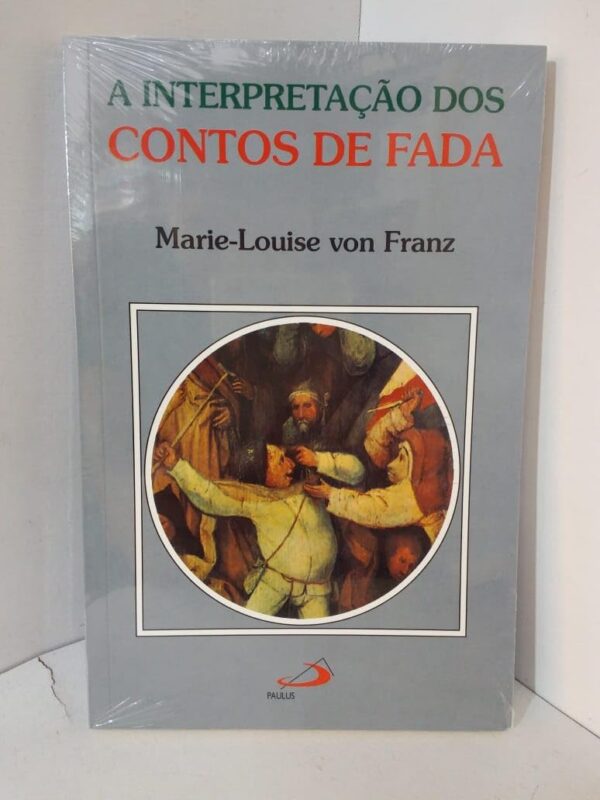 A INTERPRETAÇÃO DOS
CONTOS DE FADA
Marie-Louise von Franz
PAULUS